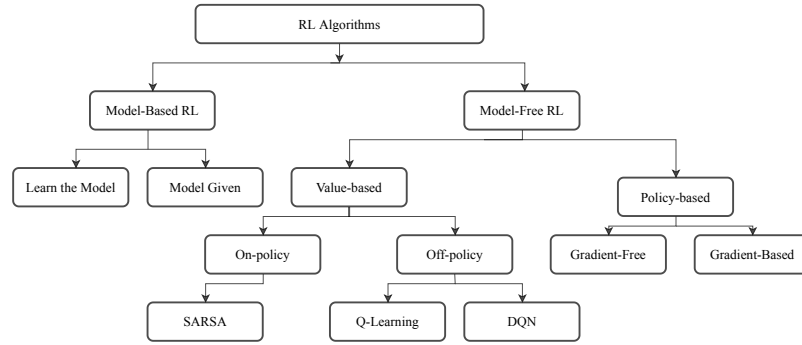 RL Algorithms
Model-Based RL
Model-Free RL
Learn the Model
Model Given
Value-based
Policy-based
On-policy
Off-policy
Gradient-Free
Gradient-Based
SARSA
Q-Learning
DQN